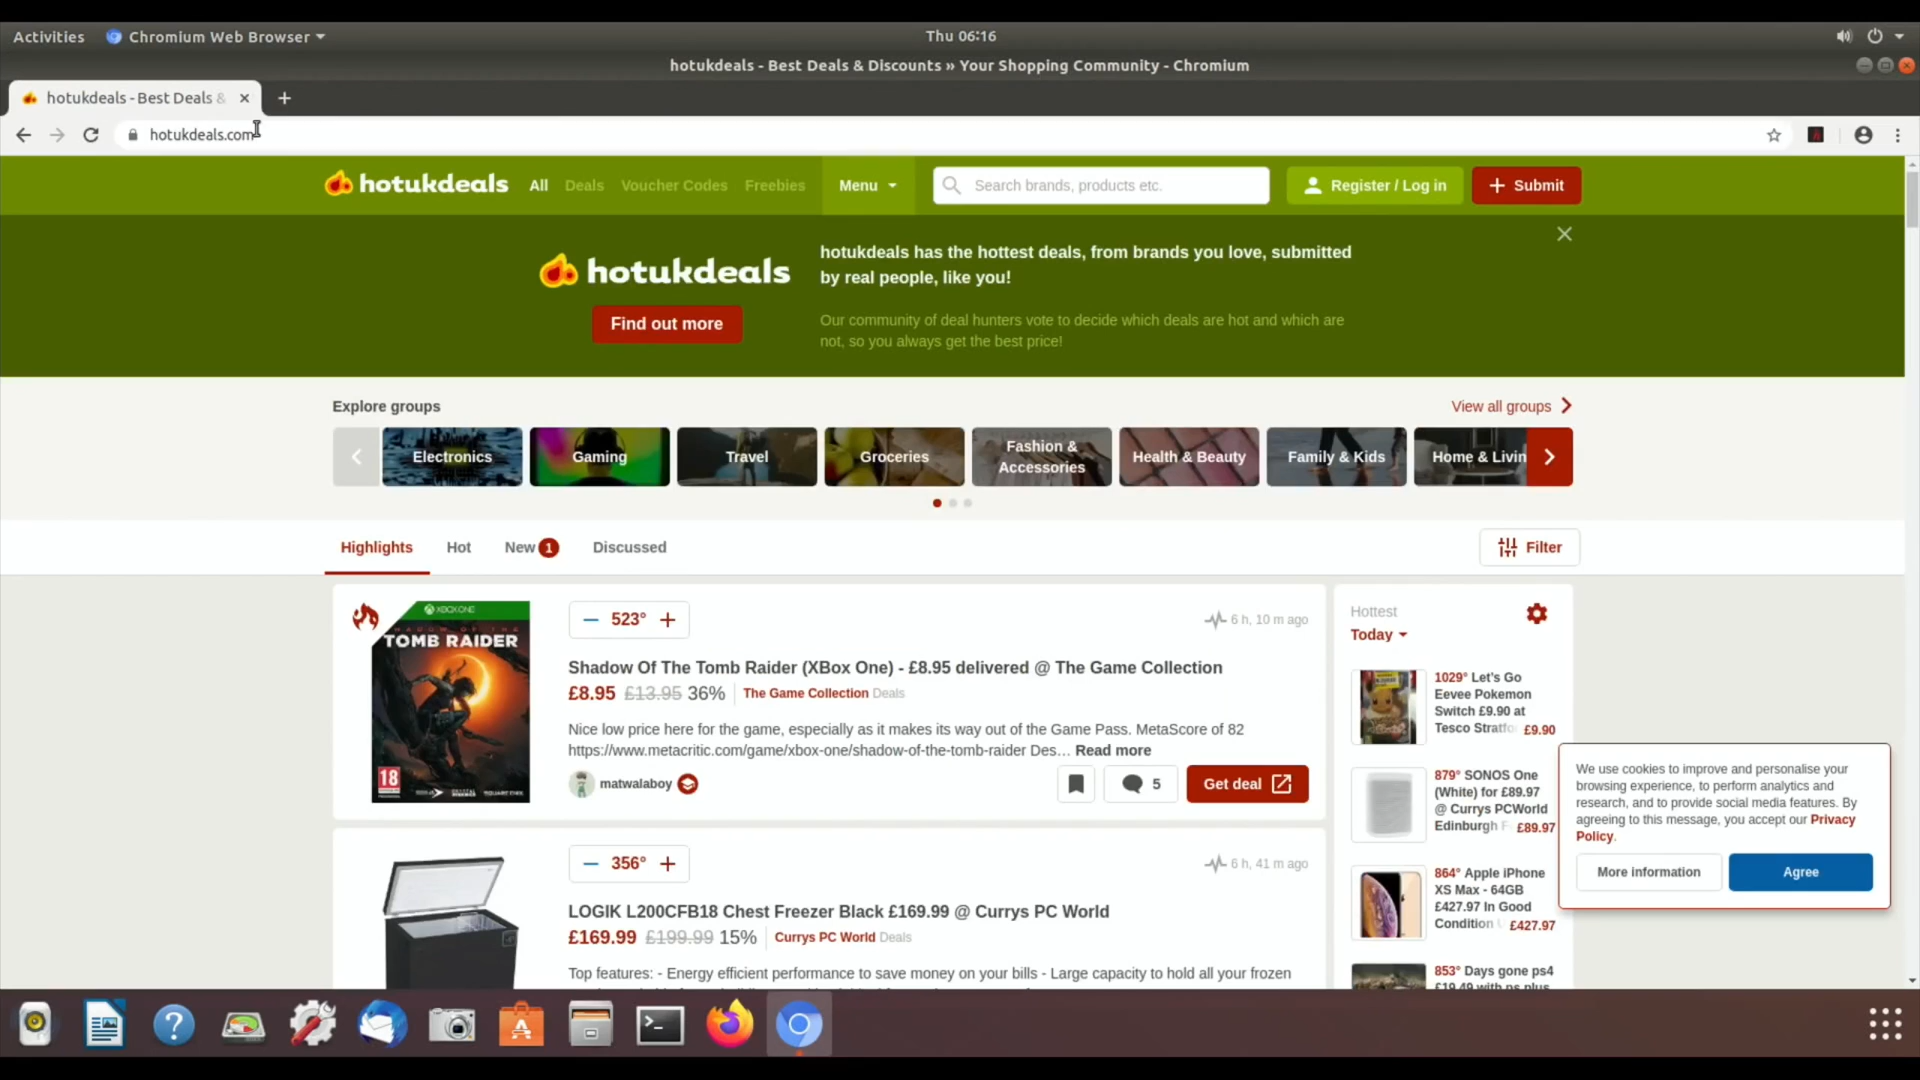 Activities
Chromium Web Browser
Thu 06:16
hotukdeals - Best Deals & Discounts » Your Shopping Community - Chromium
hotukdeals - Best Deals &
hotukdeals.com
hotukdeals
All
Deals
Voucher Codes
Freebies
Menu
Search brands, products etc.
Register / Log in
Submit
hotukdeals
Find out more
hotukdeals has the hottest deals, from brands you love, submitted
by real people, like you!
Our community of deal hunters vote to decide which deals are hot and which are
not, so you always get the best price!
Explore groups
View all groups
Electronics
Gaming
Travel
Groceries
Fashion &
Accessories
Health & Beauty
Family & Kids
Home & Livin
Highlights
Hot
New 1
Discussed
Filter
XBOX ONE
SHADOW OF THE
TOMB RAIDER
18
SQUARE ENIX
523°
6 h, 10 m ago
Shadow Of The Tomb Raider (XBox One) - £8.95 delivered @ The Game Collection
£8.95 £13.95 36% The Game Collection Deals
Nice low price here for the game, especially as it makes its way out of the Game Pass. MetaScore of 82
https://www.metacritic.com/game/xbox-one/shadow-of-the-tomb-raider Des… Read more
matwalaboy
5
Get deal
356°
6 h, 41 m ago
LOGIK L200CFB18 Chest Freezer Black £169.99 @ Currys PC World
£169.99 £199.99 15% Currys PC World Deals
Top features: - Energy efficient performance to save money on your bills - Large capacity to hold all your frozen
Hottest
Today
1029° Let's Go
Eevee Pokemon
Switch £9.90 at
Tesco Stratfo £9.90
879° SONOS One
(White) for £89.97
@ Currys PCWorld
Edinburgh F £89.97
864° Apple iPhone
XS Max - 64GB
£427.97 In Good
Condition £427.97
853° Days gone ps4
£19.49 with ps plus
We use cookies to improve and personalise your
browsing experience, to perform analytics and
research, and to provide social media features. By
agreeing to this message, you accept our Privacy
Policy.
More information
Agree